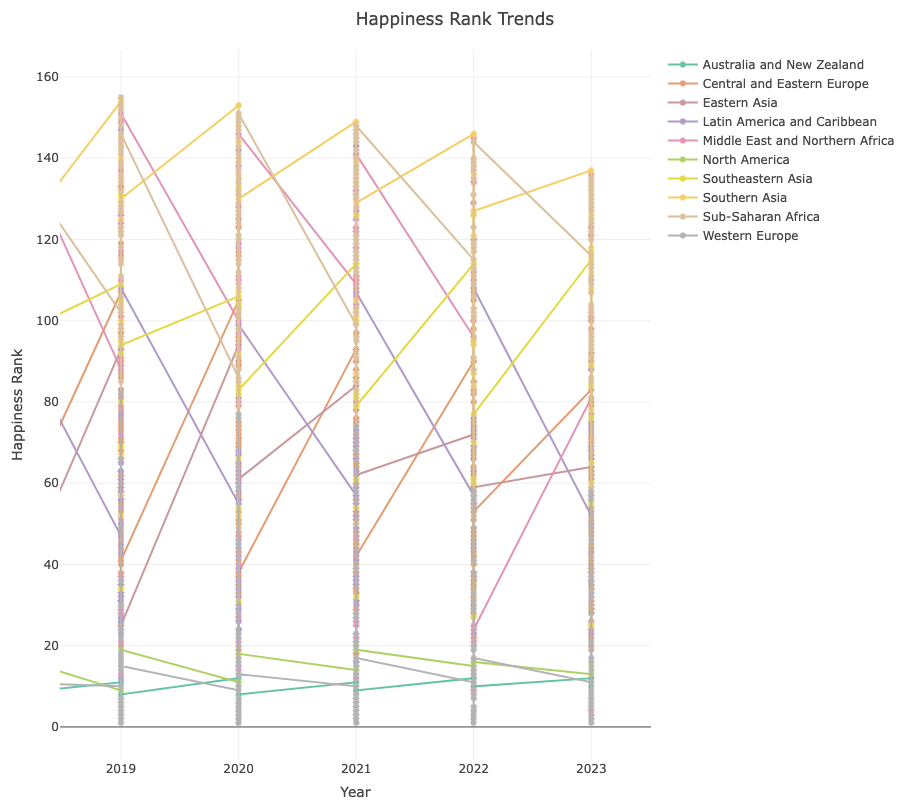 Happiness Rank Trends
160
140
120
100
80
60
40
20
0
Happiness Rank
2019
2020
2021
2022
2023
Year
Australia and New Zealand
Central and Eastern Europe
Eastern Asia
Latin America and Caribbean
Middle East and Northern Africa
North America
Southeastern Asia
Southern Asia
Sub-Saharan Africa
Western Europe